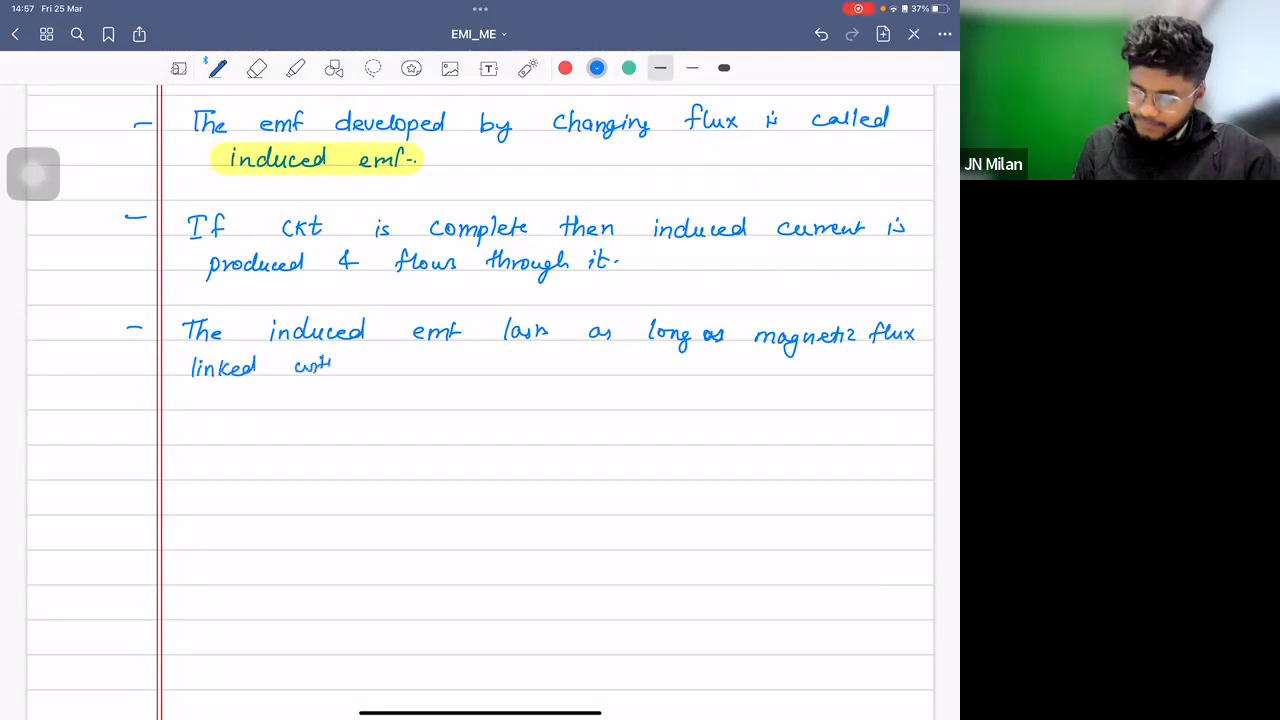 14:57 Fri 25 Mar
37%
EMI_ME
T
- The emf developed by changing flux is called
induced emf.
- If ckt is complete then induced current is
produced & flows through it.
- The induced emf lasts as long as magnetic flux
linked with
JN Milan